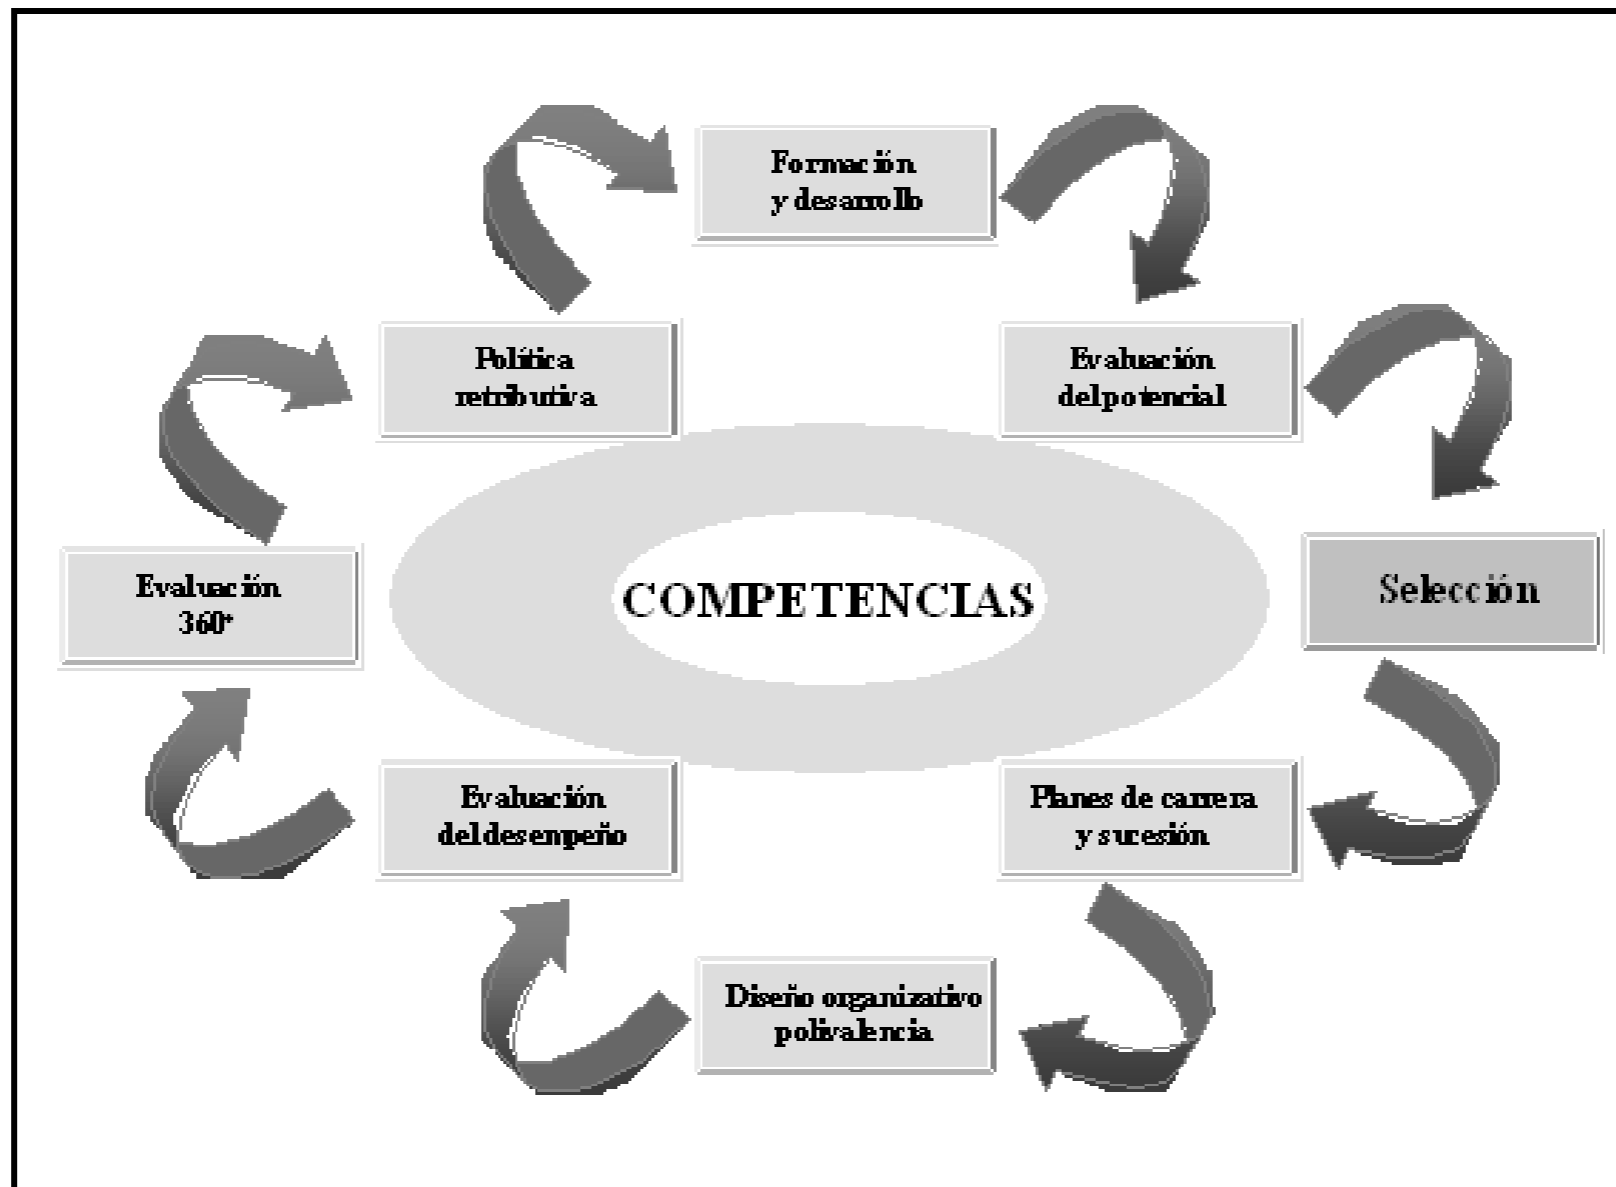 Formación
y desarrollo
Política
retributiva
Evaluación
del potencial
Evaluación
360º
COMPETENCIAS
Selección
Evaluación
del desempeño
Planes de carrera
y sucesión
Diseño organizativo
polivalencia